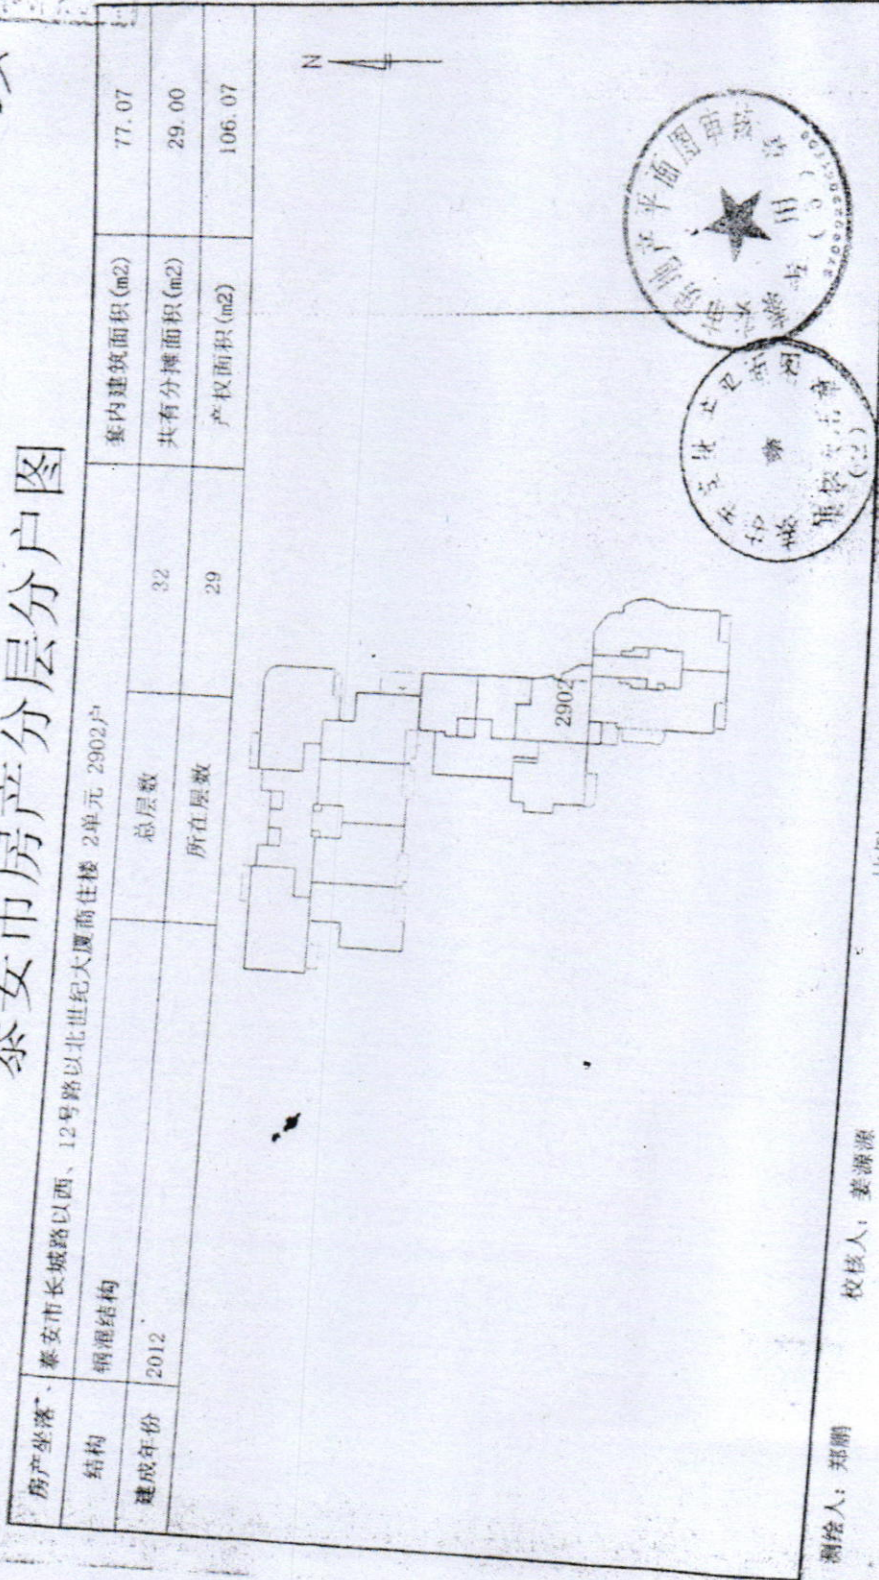 泰安市房产分层分户图
房产坐落 泰安市长城路以西、12号路以北世纪大厦商住楼 2单元 2902户
结构 钢混结构 总层数 32 套内建筑面积(m2) 77.07
建成年份 2012 所在层数 29 共有分摊面积(m2) 29.00
产权面积(m2) 106.07
N
2902
测绘人：郑鹏 校核人：姜源源